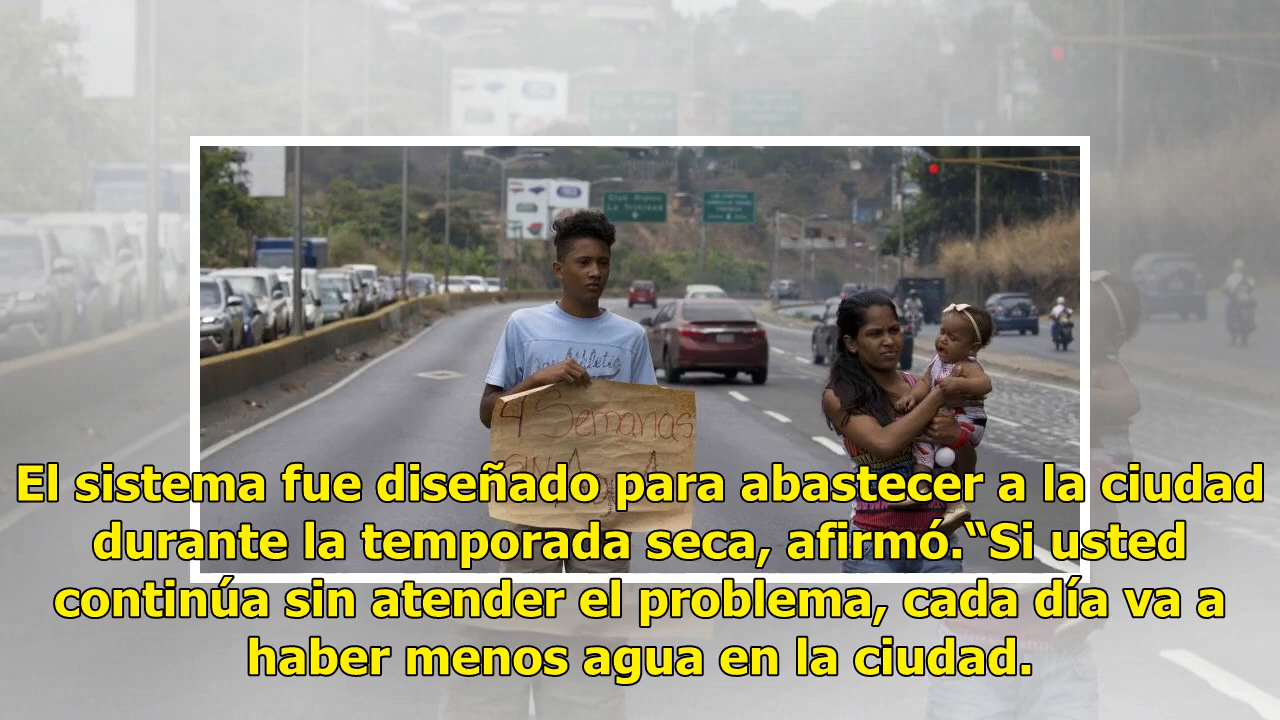 4 Semanas
El sistema fue diseñado para abastecer a la ciudad
durante la temporada seca, afirmó.“Si usted
continúa sin atender el problema, cada día va a
haber menos agua en la ciudad.